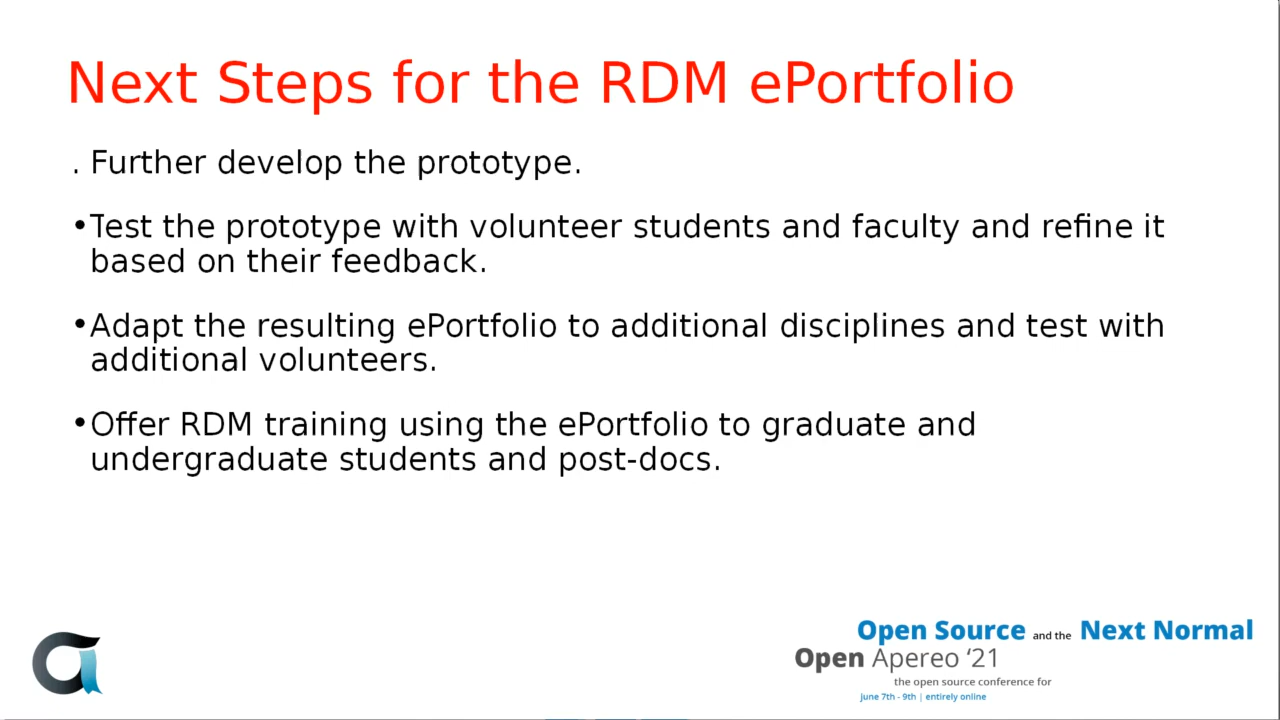 Next Steps for the RDM ePortfolio
. Further develop the prototype.
•Test the prototype with volunteer students and faculty and refine it
based on their feedback.
•Adapt the resulting ePortfolio to additional disciplines and test with
additional volunteers.
•Offer RDM training using the ePortfolio to graduate and
undergraduate students and post-docs.
Open Source and the Next Normal
Open Apereo ‘21
the open source conference for
June 7th - 9th | entirely online